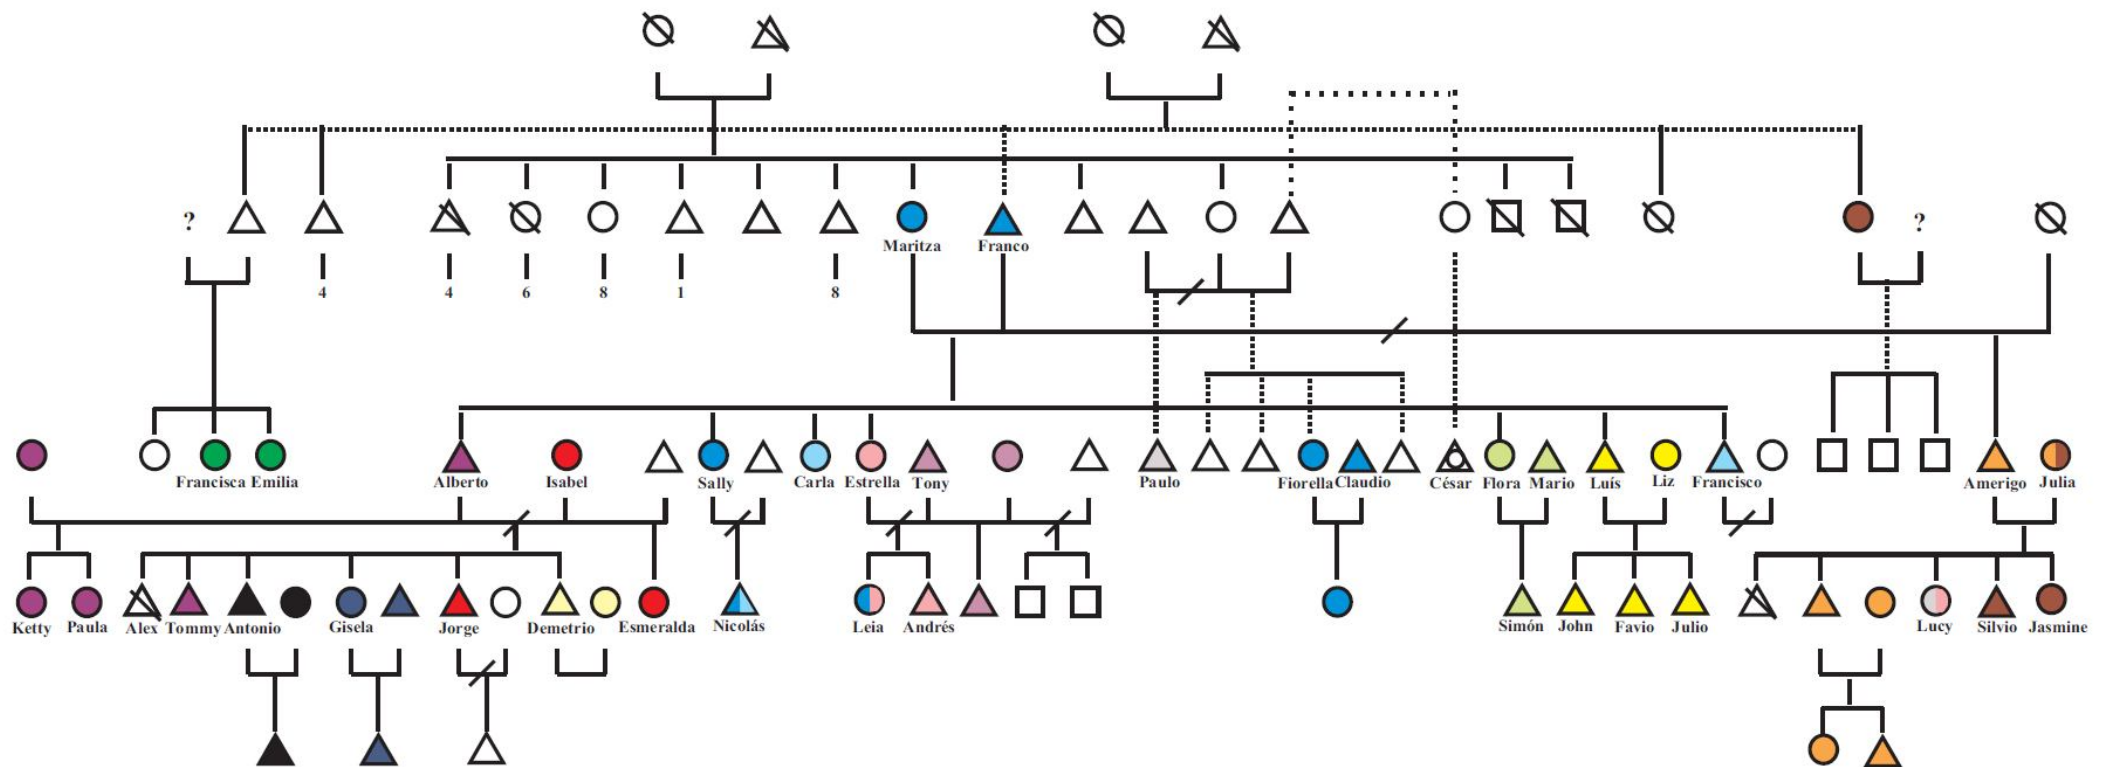 ? ?
Maritza Franco
4 4 6 8 1 8
Francisca Emilia Alberto Isabel Sally Carla Estrella Tony Paulo Fiorella Claudio César Flora Mario Luís Liz Francisco Amerigo Julia
Ketty Paula Alex Tommy Antonio Gisela Jorge Demetrio Esmeralda Nicolás Leia Andrés Simón John Favio Julio Lucy Silvio Jasmine